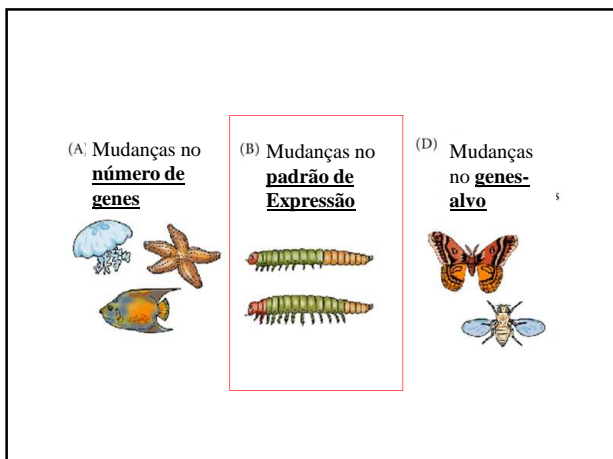 (A) Mudanças no
número de
genes
(B) Mudanças no
padrão de
Expressão
(D) Mudanças
no genes-
alvo
s